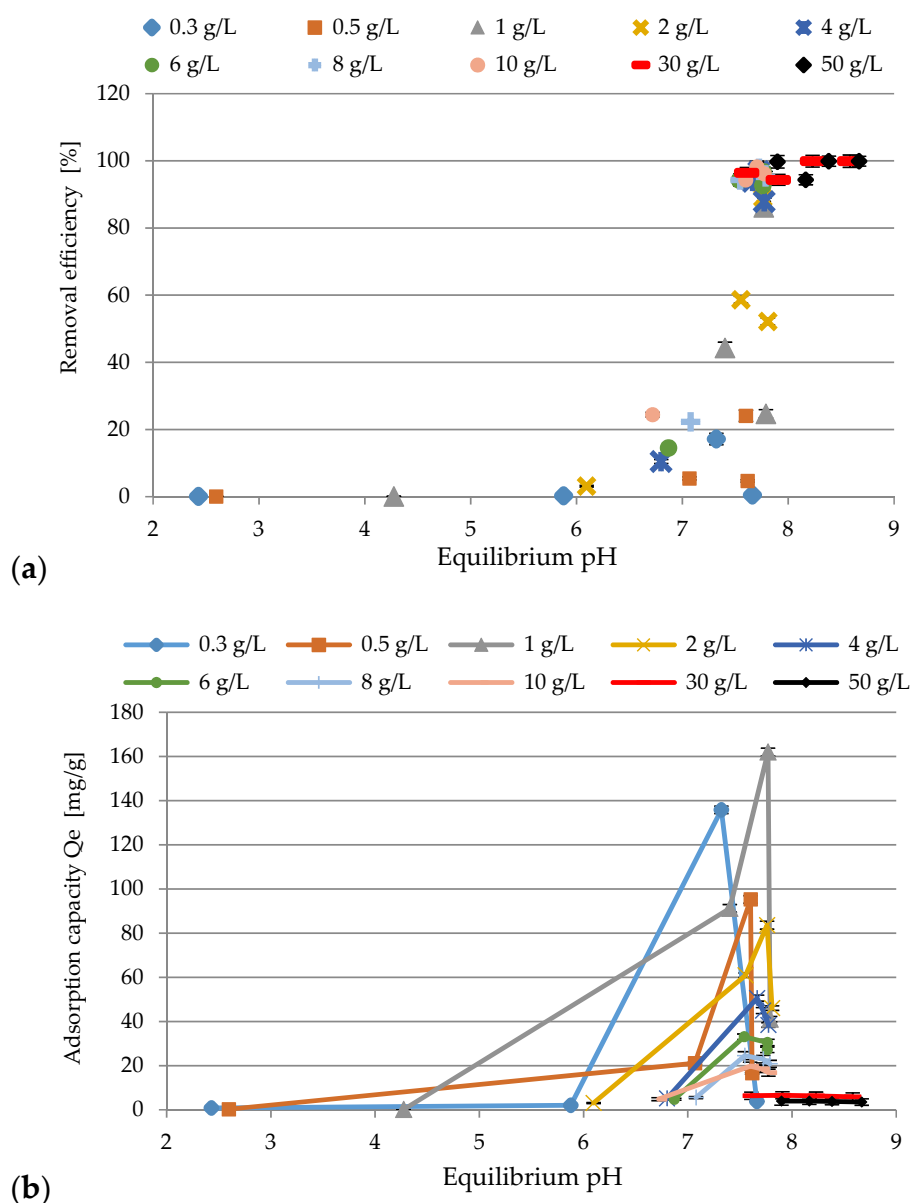 0.3 g/L 0.5 g/L 1 g/L 2 g/L 4 g/L
6 g/L 8 g/L 10 g/L 30 g/L 50 g/L
120
100
80
60
40
20
0
Removal efficiency [%]
2 3 4 5 6 7 8 9
Equilibrium pH
(a)
0.3 g/L 0.5 g/L 1 g/L 2 g/L 4 g/L
6 g/L 8 g/L 10 g/L 30 g/L 50 g/L
180
160
140
120
100
80
60
40
20
0
Adsorption capacity Qe [mg/g]
2 3 4 5 6 7 8 9
Equilibrium pH
(b)